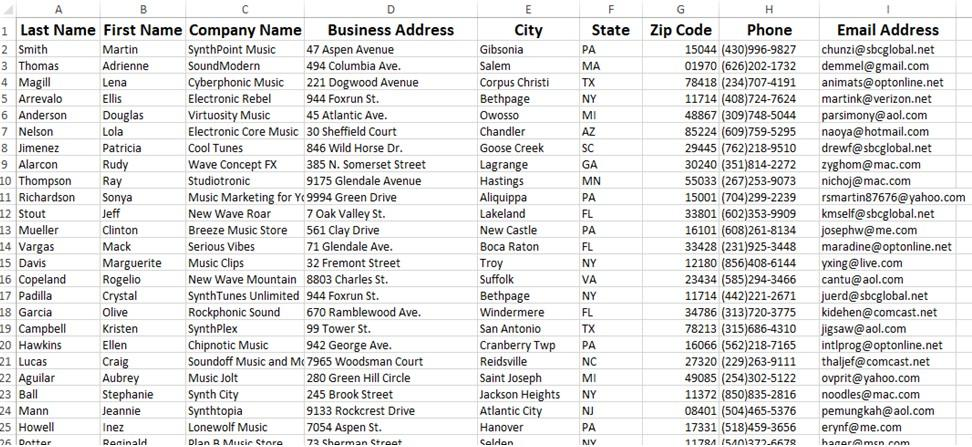 A B C D E F G H I
1 Last Name First Name Company Name Business Address City State Zip Code Phone Email Address
2 Smith Martin SynthPoint Music 47 Aspen Avenue Gibsonia PA 15044 (430)996-9827 chunzi@sbcglobal.net
3 Thomas Adrienne SoundModern 494 Columbia Ave. Salem MA 01970 (626)202-1732 demmel@gmail.com
4 Magill Lena Cyberphonic Music 221 Dogwood Avenue Corpus Christi TX 78418 (234)707-4191 animats@optonline.net
5 Arrevalo Ellis Electronic Rebel 944 Foxrun St. Bethpage NY 11714 (408)724-7624 martink@verizon.net
6 Anderson Douglas Virtuosity Music 45 Atlantic Ave. Owosso MI 48867 (309)748-5044 parsimony@aol.com
7 Nelson Lola Electronic Core Music 30 Sheffield Court Chandler AZ 85224 (609)759-5295 naoya@hotmail.com
8 Jimenez Patricia Cool Tunes 846 Wild Horse Dr. Goose Creek SC 29445 (762)218-9510 drewf@sbcglobal.net
9 Alarcon Rudy Wave Concept FX 385 N. Somerset Street Lagrange GA 30240 (351)814-2272 zyghom@mac.com
10 Thompson Ray Studiotronic 9175 Glendale Avenue Hastings MN 55033 (267)253-9073 nichoj@mac.com
11 Richardson Sonya Music Marketing for Yo 9994 Green Drive Aliquippa PA 15001 (704)299-2239 rsmartin87676@yahoo.com
12 Stout Jeff New Wave Roar 7 Oak Valley St. Lakeland FL 33801 (602)353-9909 kmself@sbcglobal.net
13 Mueller Clinton Breeze Music Store 561 Clay Drive New Castle PA 16101 (608)261-8134 josephw@me.com
14 Vargas Mack Serious Vibes 71 Glendale Ave. Boca Raton FL 33428 (231)925-3448 maradine@optonline.net
15 Davis Marguerite Music Clips 32 Fremont Street Troy NY 12180 (856)408-6144 yxing@live.com
16 Copeland Rogelio New Wave Mountain 8803 Charles St. Suffolk VA 23434 (585)294-3466 cantu@aol.com
17 Padilla Crystal SynthTunes Unlimited 944 Foxrun St. Bethpage NY 11714 (442)221-2671 juerd@sbcglobal.net
18 Garcia Olive Rockphonic Sound 670 Ramblewood Ave. Windermere FL 34786 (313)720-3775 kidehen@comcast.net
19 Campbell Kristen SynthPlex 99 Tower St. San Antonio TX 78213 (315)686-4310 jigsaw@aol.com
20 Hawkins Ellen Chipnotic Music 942 George Ave. Cranberry Twp PA 16066 (562)218-7165 intlprog@optonline.net
21 Lucas Craig Soundoff Music and Mo 7965 Woodsman Court Reidsville NC 27320 (229)263-9111 thaljef@comcast.net
22 Aguilar Aubrey Music Jolt 280 Green Hill Circle Saint Joseph MI 49085 (254)302-5122 ovprit@yahoo.com
23 Ball Stephanie Synth City 245 Brook Street Jackson Heights NY 11372 (850)835-2816 noodles@mac.com
24 Mann Jeannie Synthtopia 9133 Rockcrest Drive Atlantic City NJ 08401 (504)465-5376 pemungkah@aol.com
25 Howell Inez Lonewolf Music 7054 Aspen St. Hanover PA 17331 (518)459-3656 erynf@me.com
26 Potter Reginald Plan B Music Store 73 Sherman Street Selden NY 11784 (540)372-6678 bager@msn.com